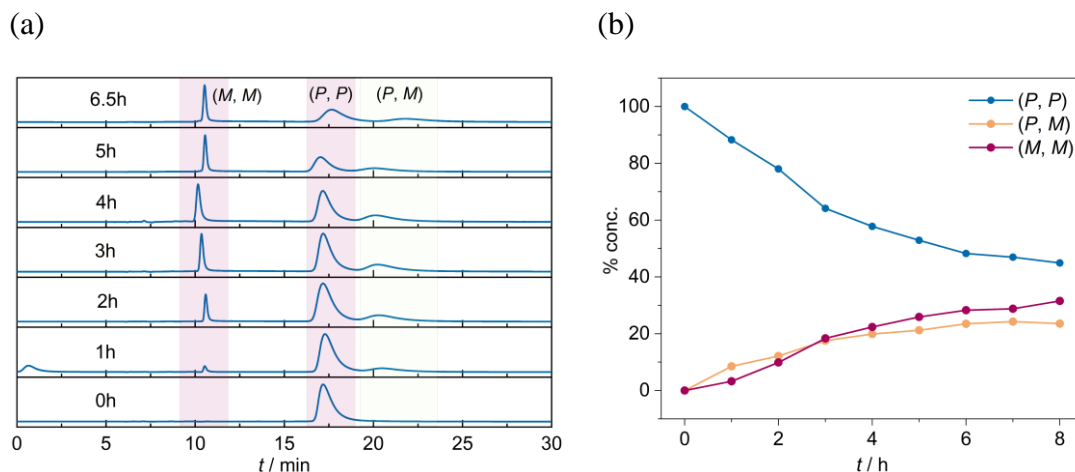 (a)
(M, M) (P, P) (P, M)
6.5h
5h
4h
3h
2h
1h
0h
0 5 10 15 20 25 30
t / min
(b)
(P, P)
(P, M)
(M, M)
100
80
60
40
20
0
% conc.
0 2 4 6 8
t / h